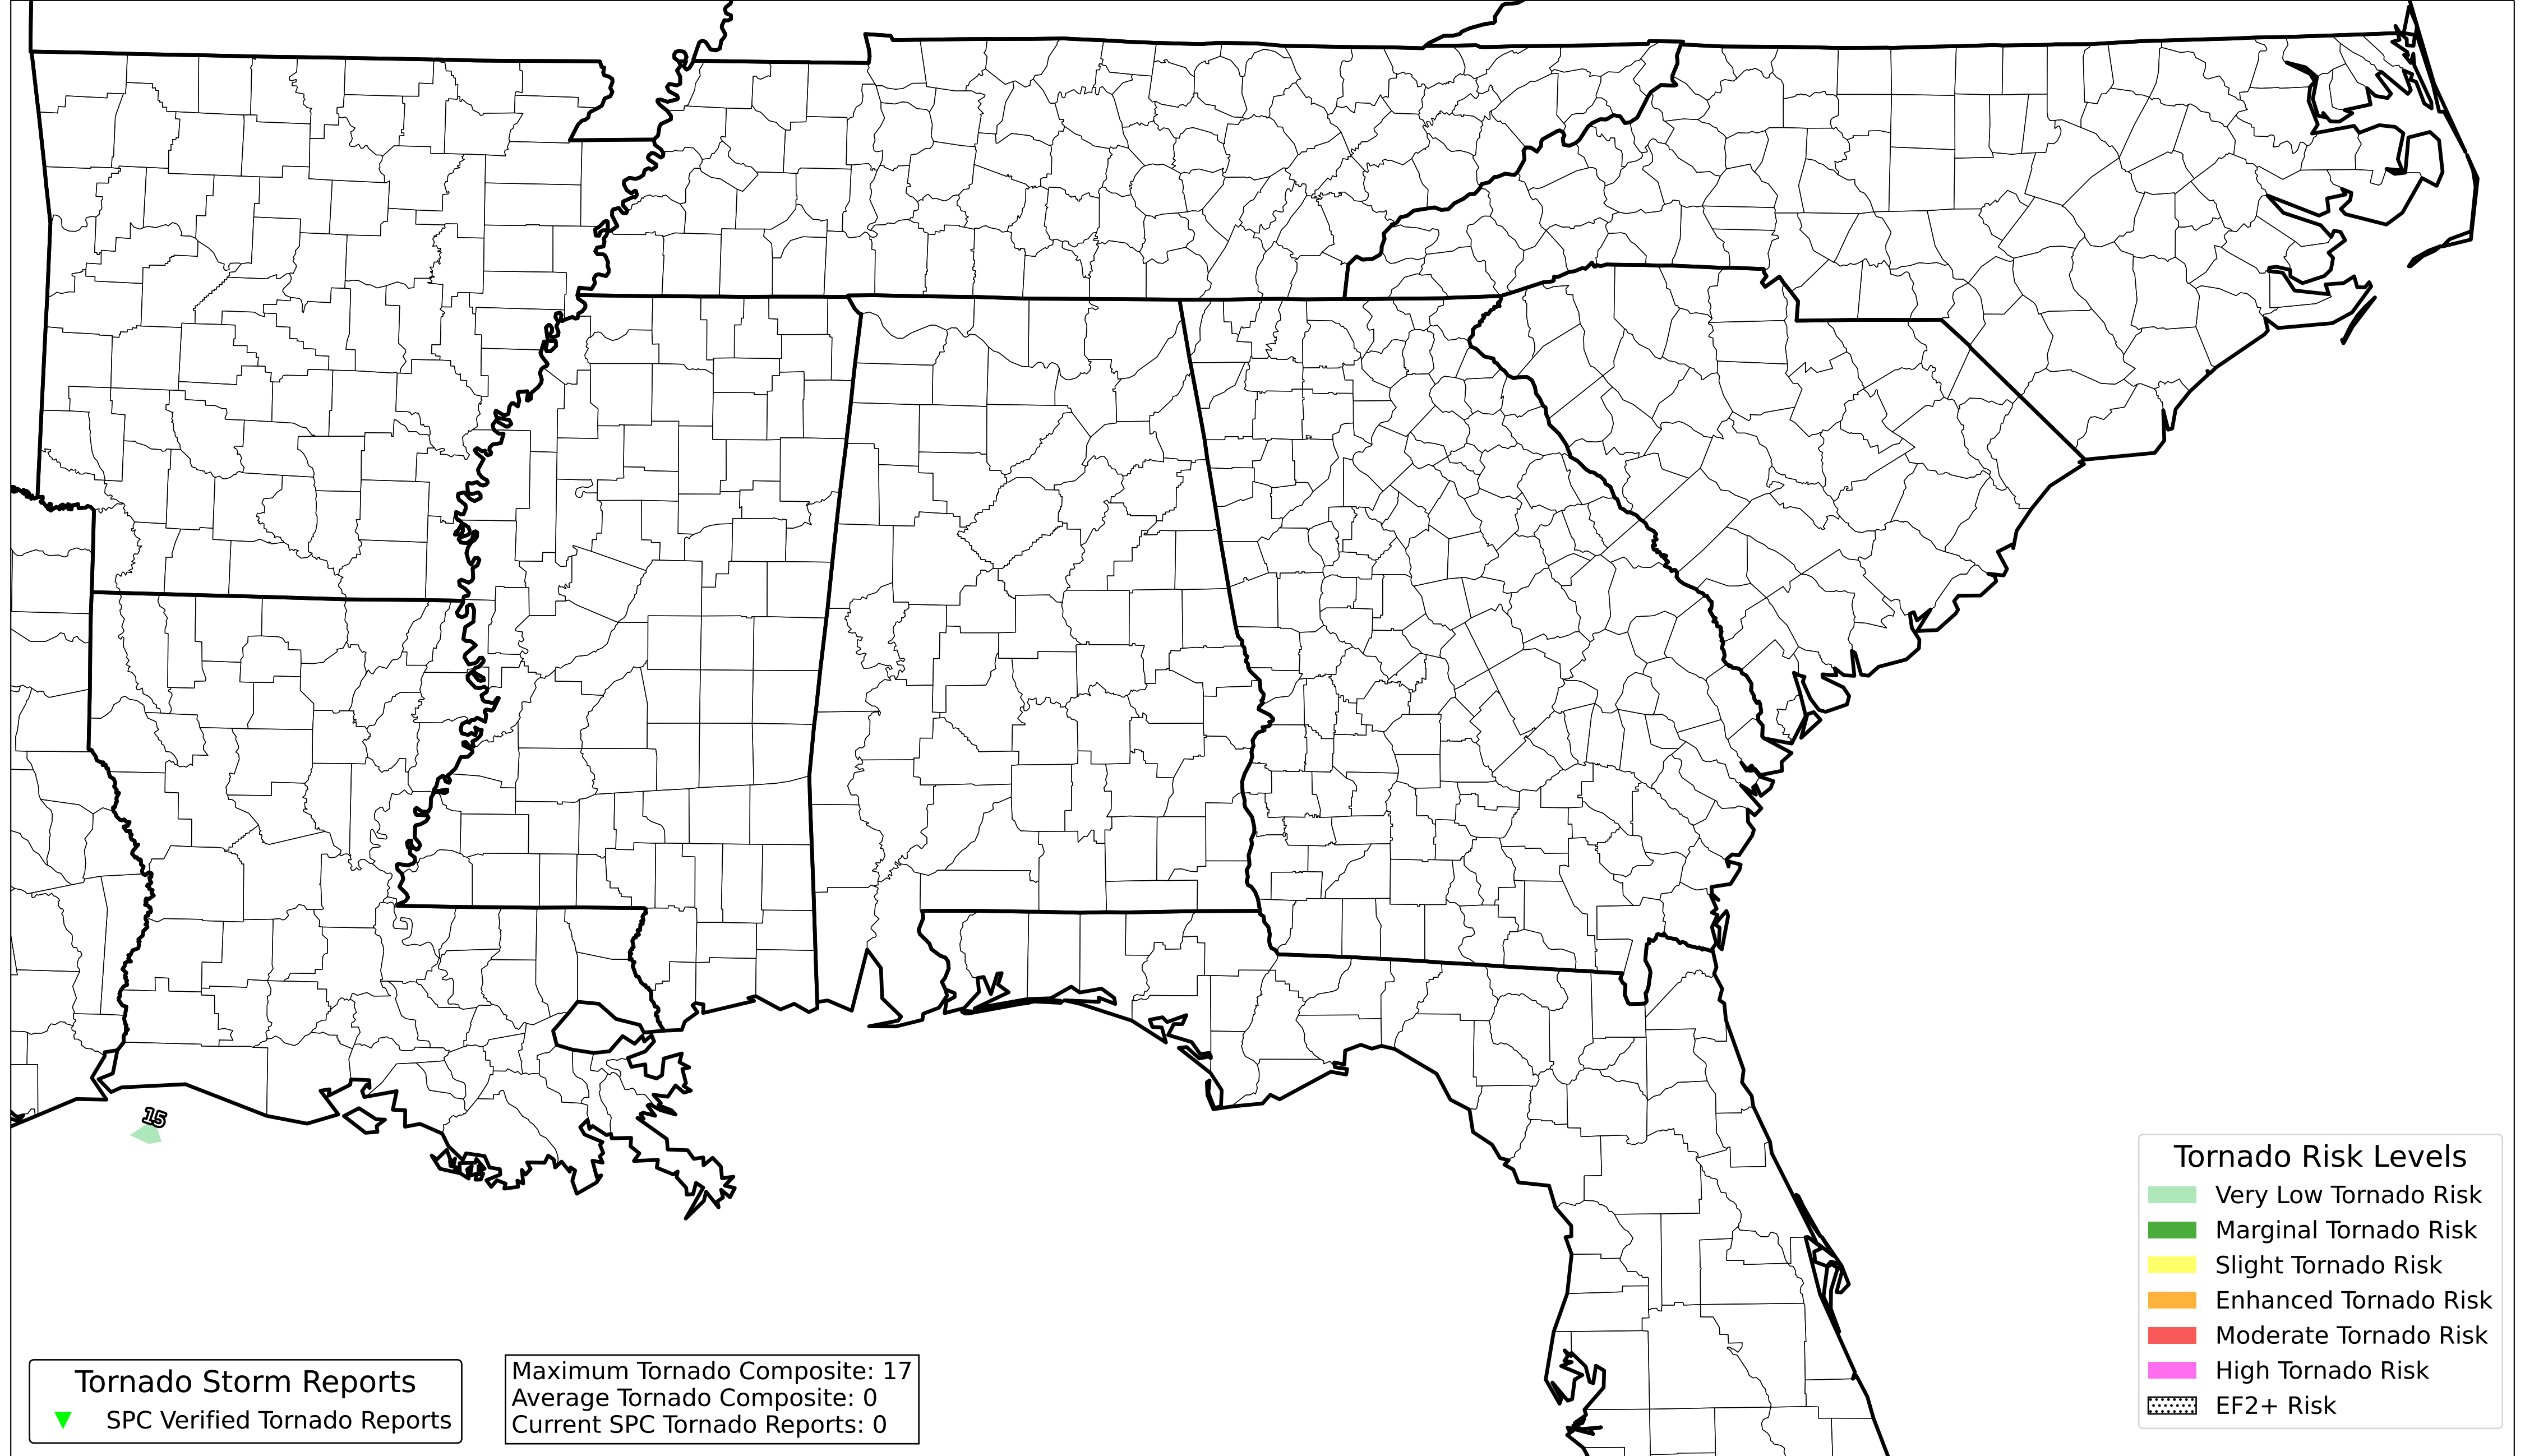 15
Tornado Risk Levels
Very Low Tornado Risk
Marginal Tornado Risk
Slight Tornado Risk
Enhanced Tornado Risk
Moderate Tornado Risk
High Tornado Risk
EF2+ Risk
Tornado Storm Reports
SPC Verified Tornado Reports
Maximum Tornado Composite: 17
Average Tornado Composite: 0
Current SPC Tornado Reports: 0